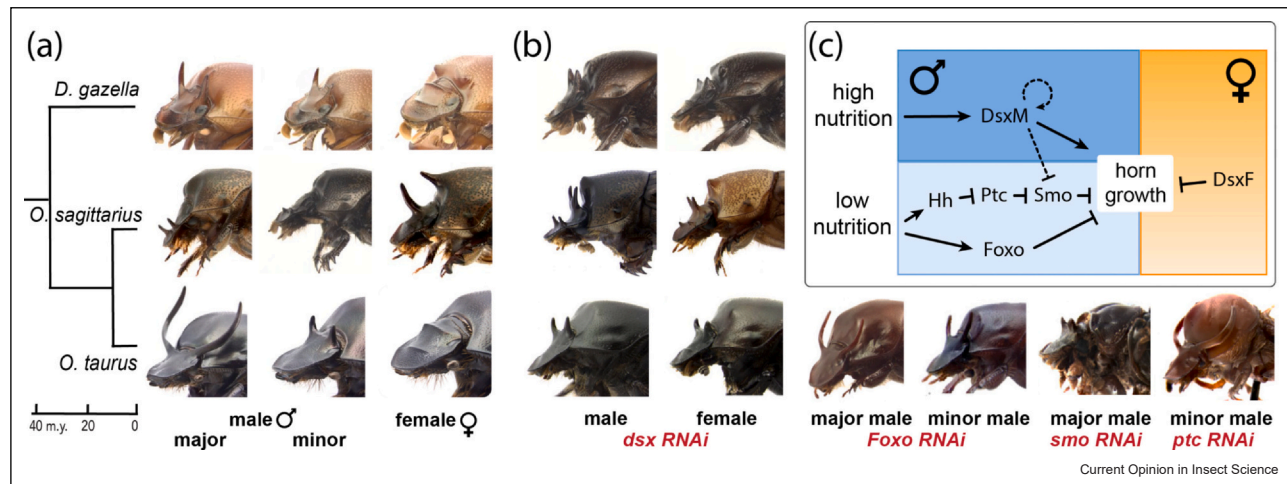 (a)
D. gazella
O. sagittarius
O. taurus
40 m.y. 20 0
male ♂
major minor
female ♀
(b)
male female
dsx RNAi
(c)
♂ ♀
high
nutrition
DsxM
low
nutrition
Hh Ptc Smo
Foxo
horn
growth
DsxF
major male minor male major male minor male
Foxo RNAi smo RNAi ptc RNAi
Current Opinion in Insect Science